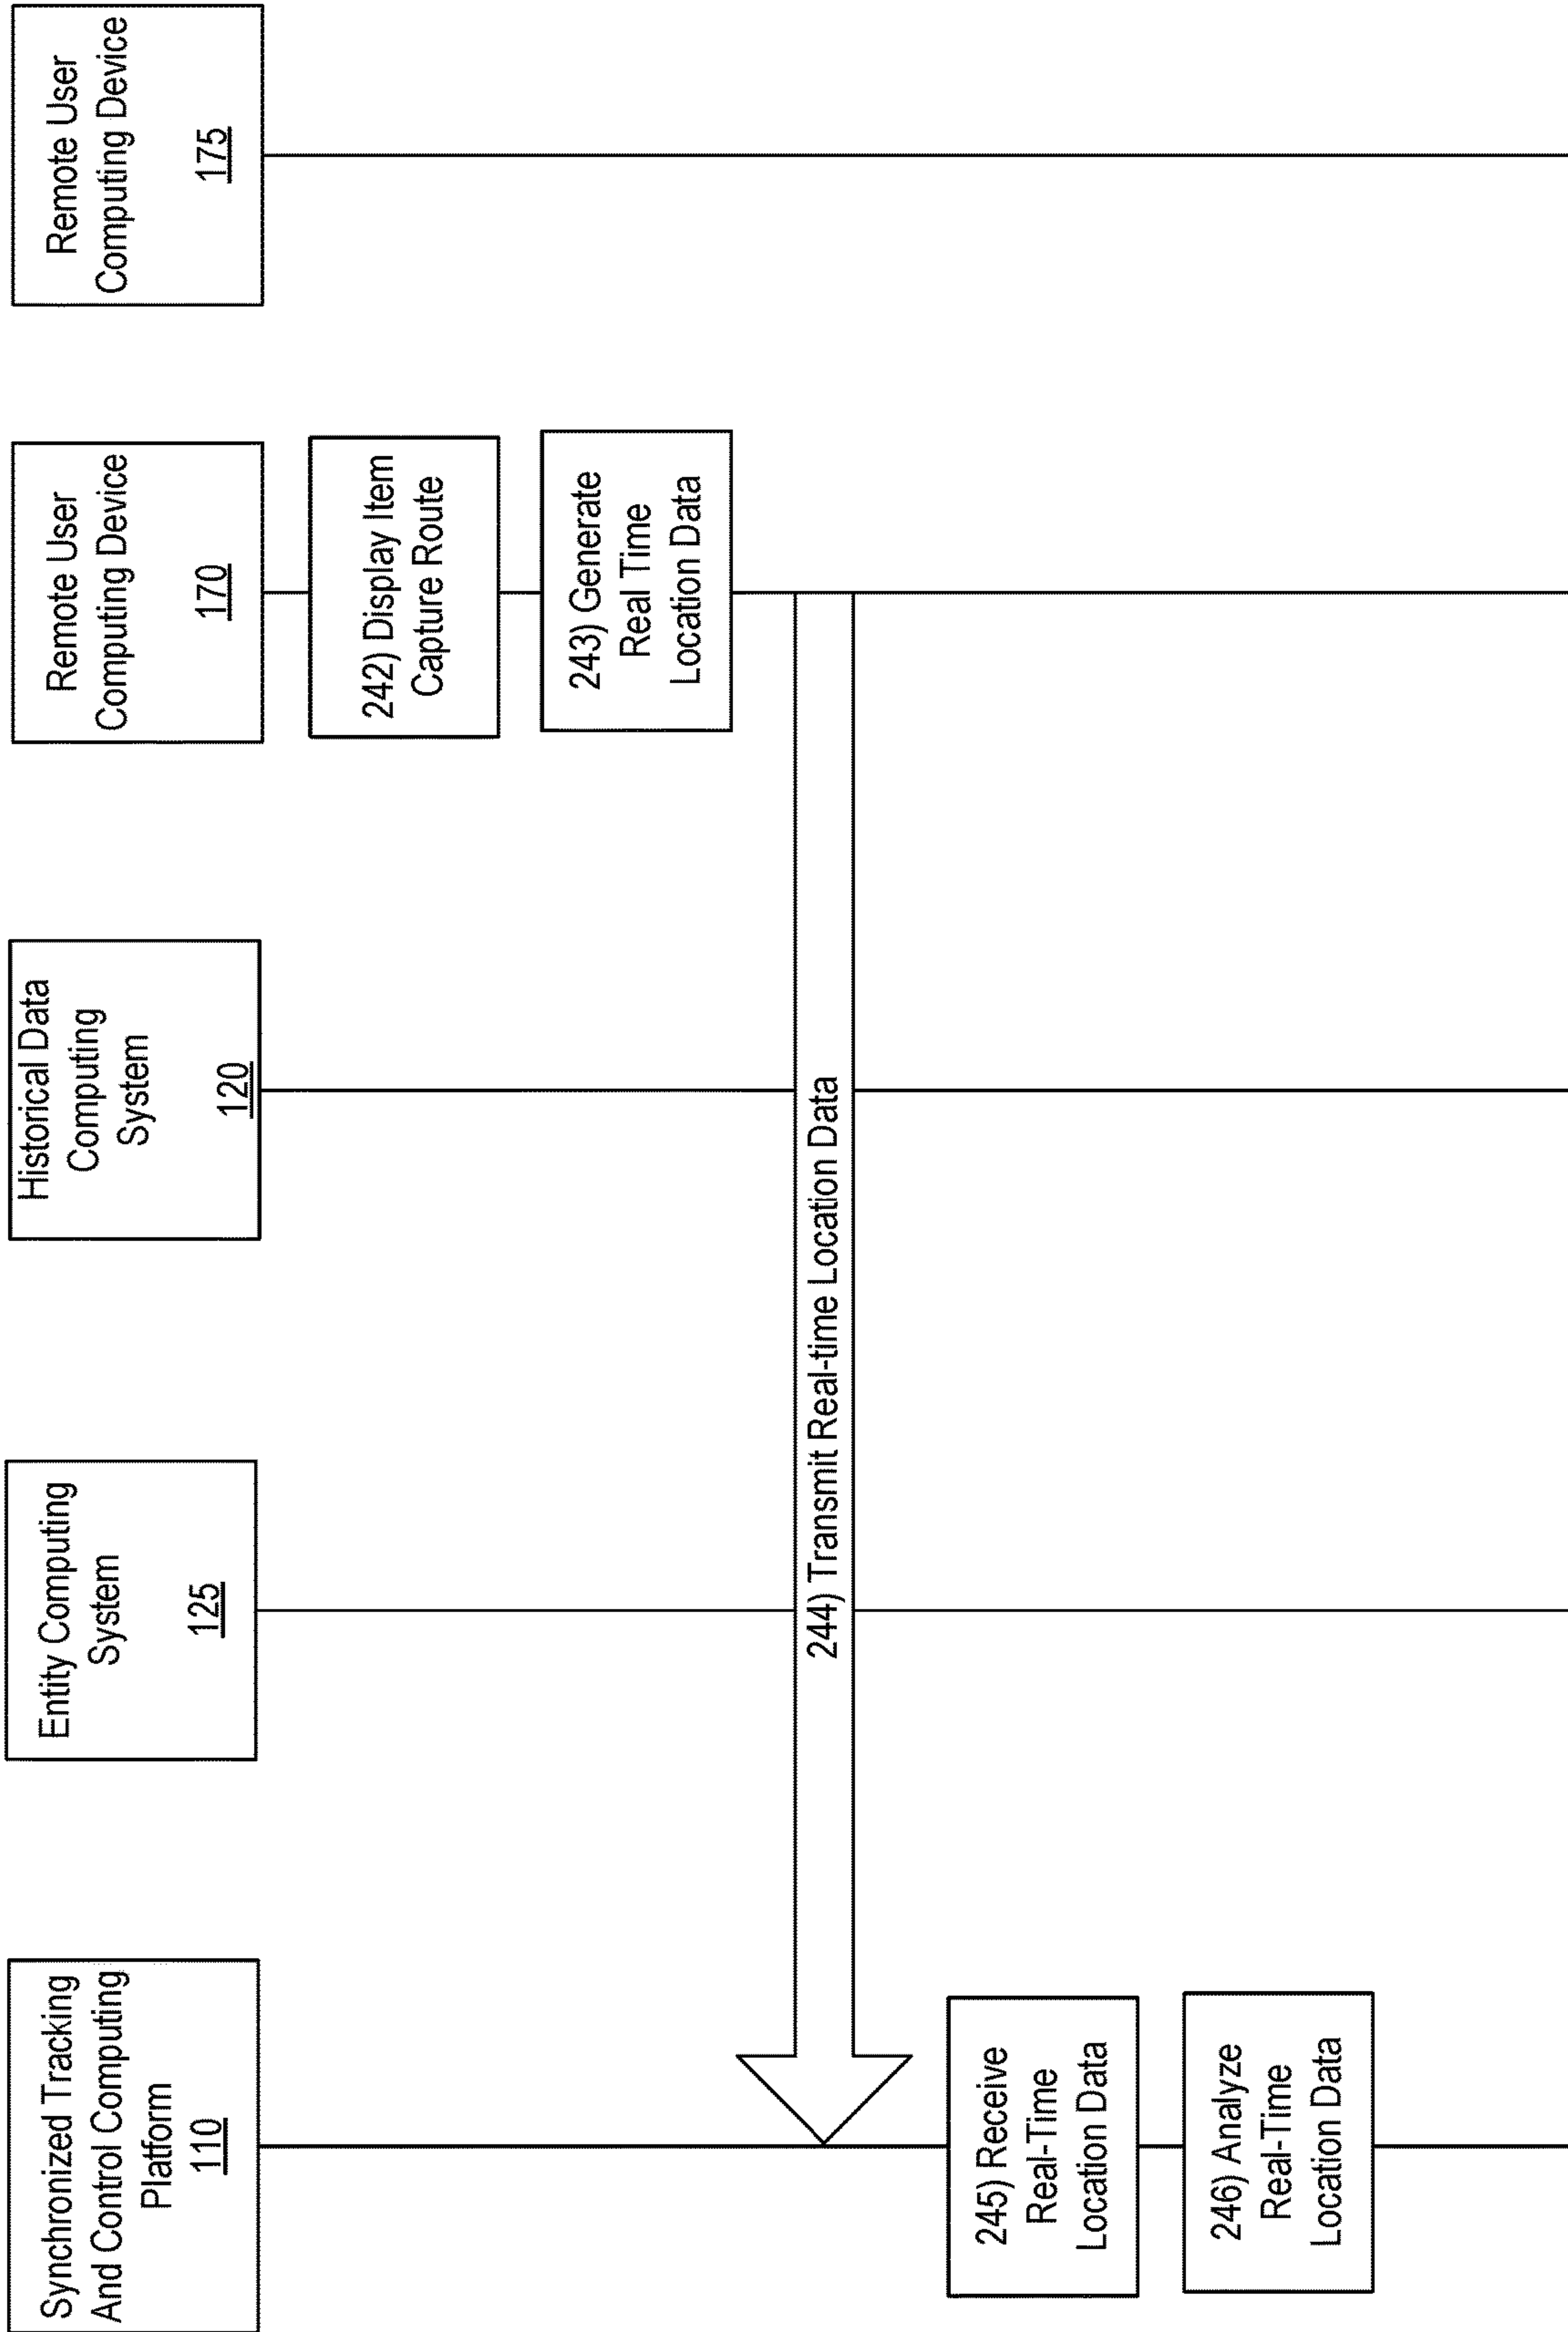 Synchronized Tracking
And Control Computing
Platform
110
Entity Computing
System
125
Historical Data
Computing
System
120
Remote User
Computing Device
170
Remote User
Computing Device
175
242) Display Item
Capture Route
243) Generate
Real Time
Location Data
244) Transmit Real-time Location Data
245) Receive
Real-Time
Location Data
246) Analyze
Real-Time
Location Data